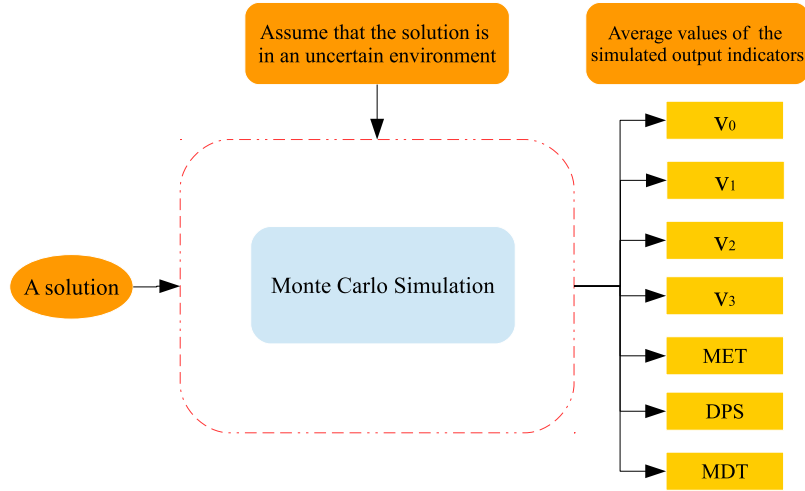 Assume that the solution is
in an uncertain environment
Average values of the
simulated output indicators
A solution
Monte Carlo Simulation
v₀
v₁
v₂
v₃
MET
DPS
MDT